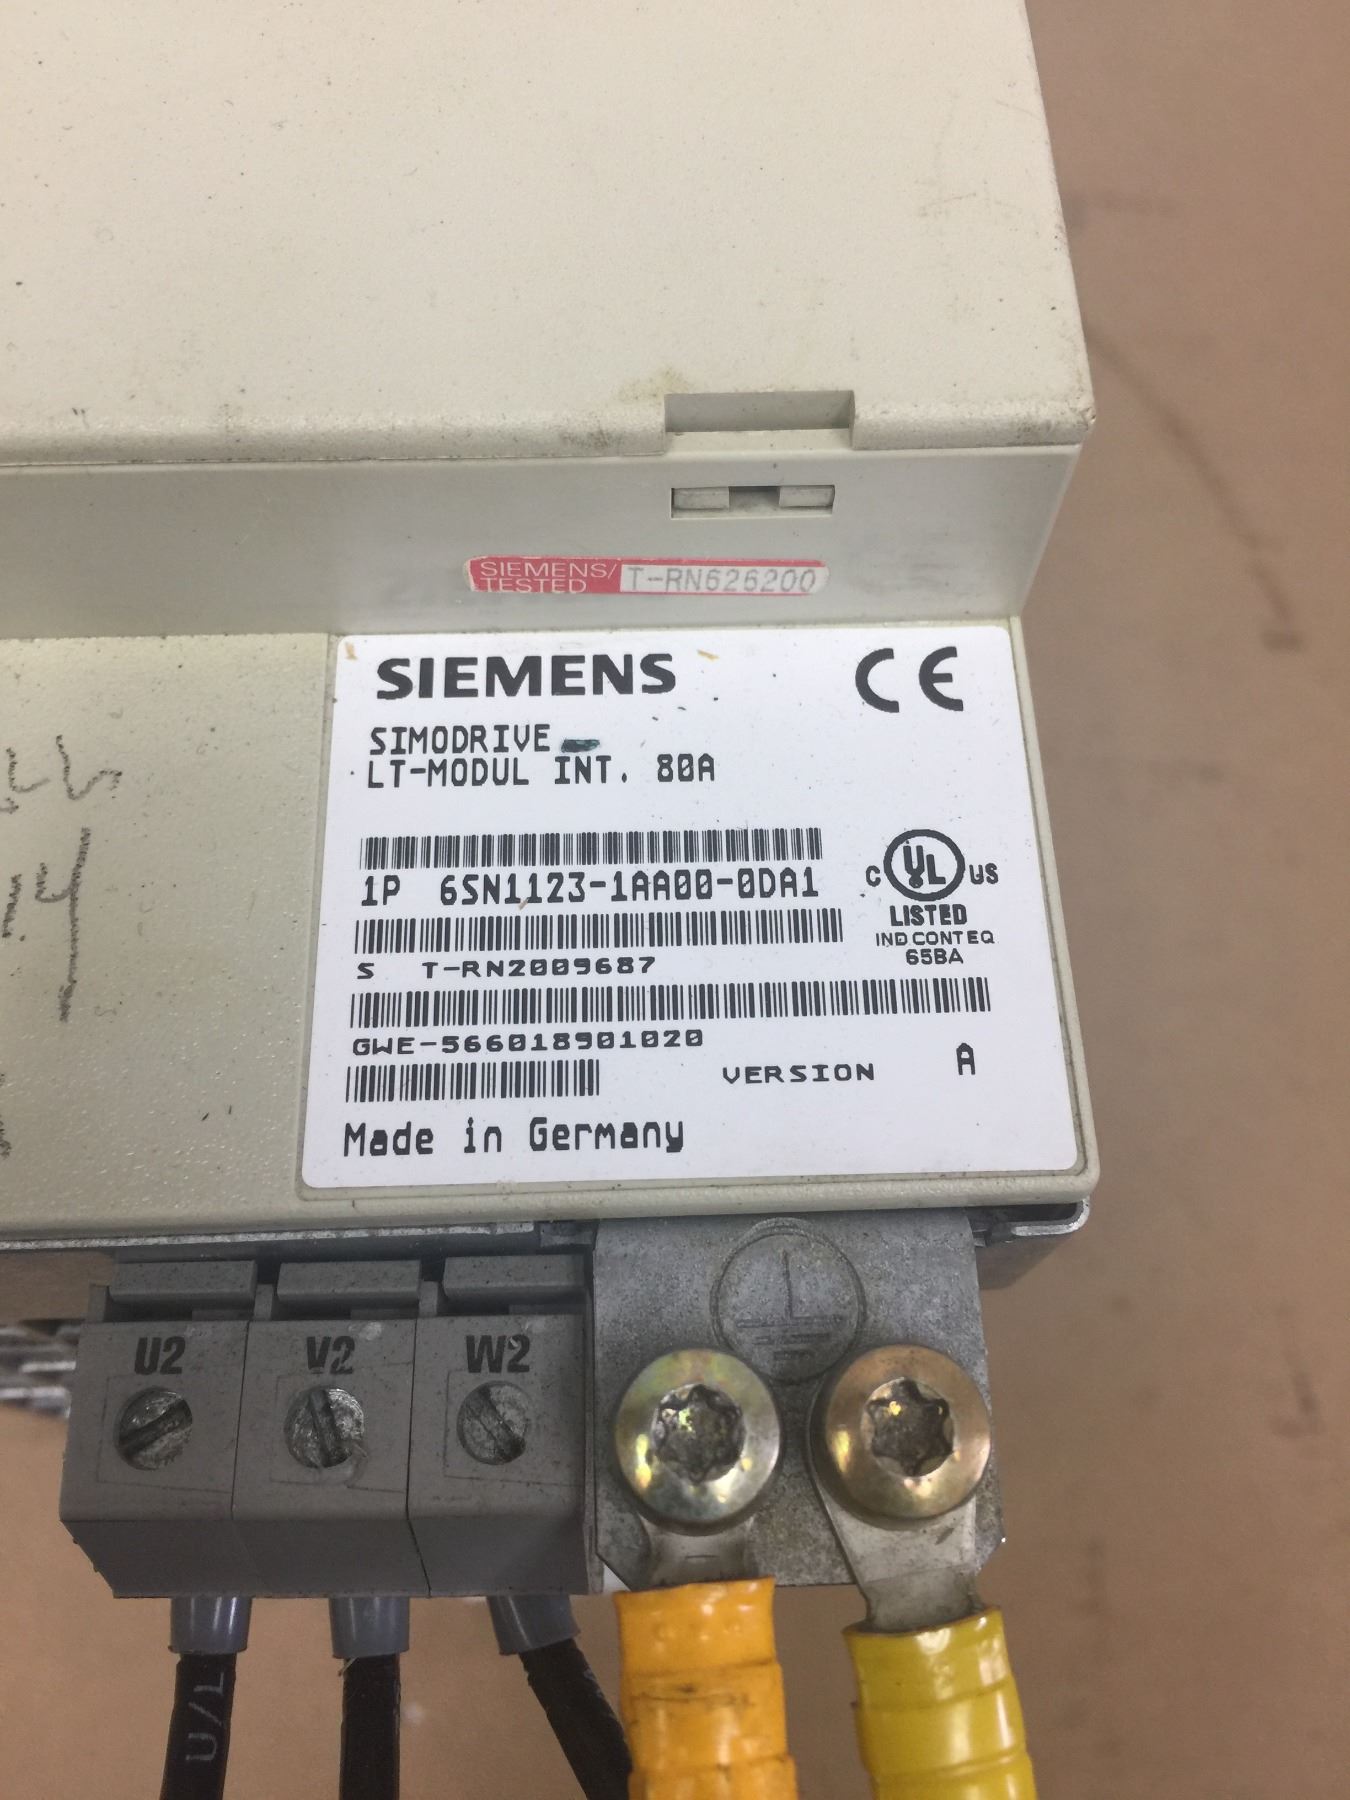 SIEMENS/
TESTED T-RN626200
SIEMENS CE
SIMODRIVE
LT-MODUL INT. 80A
1P 6SN1123-1AA00-0DA1
C UL US
LISTED
IND CONT EQ
65BA
S T-RN2009687
GWE-566018901020
VERSION A
Made in Germany
U2 V2 W2
U/L